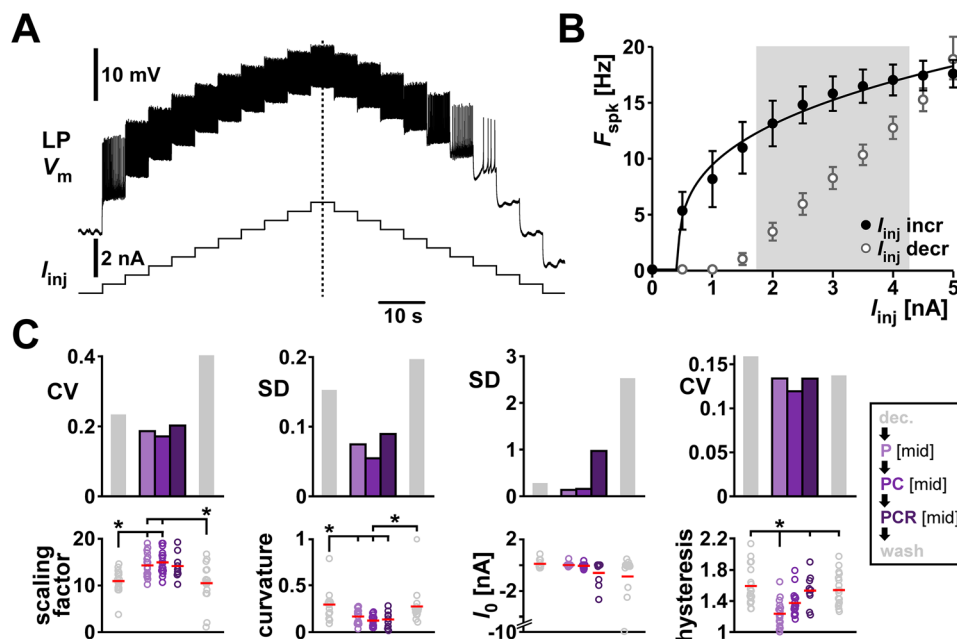 A
10 mV
LP
Vm
Iinj
2 nA
10 s
B
Fspk [Hz]
20
15
10
5
0
Iinj incr
Iinj decr
0 1 2 3 4 5
Iinj [nA]
C
CV
0.4
0.2
0
SD
0.2
0.1
0
SD
3
2
1
0
CV
0.15
0.1
0.05
0
dec.
P [mid]
PC [mid]
PCR [mid]
wash
scaling
factor
20
10
0
*
*
curvature
1
0.5
0
*
*
I0 [nA]
0
-2
-10
hysteresis
2.2
1.8
1.4
1
*